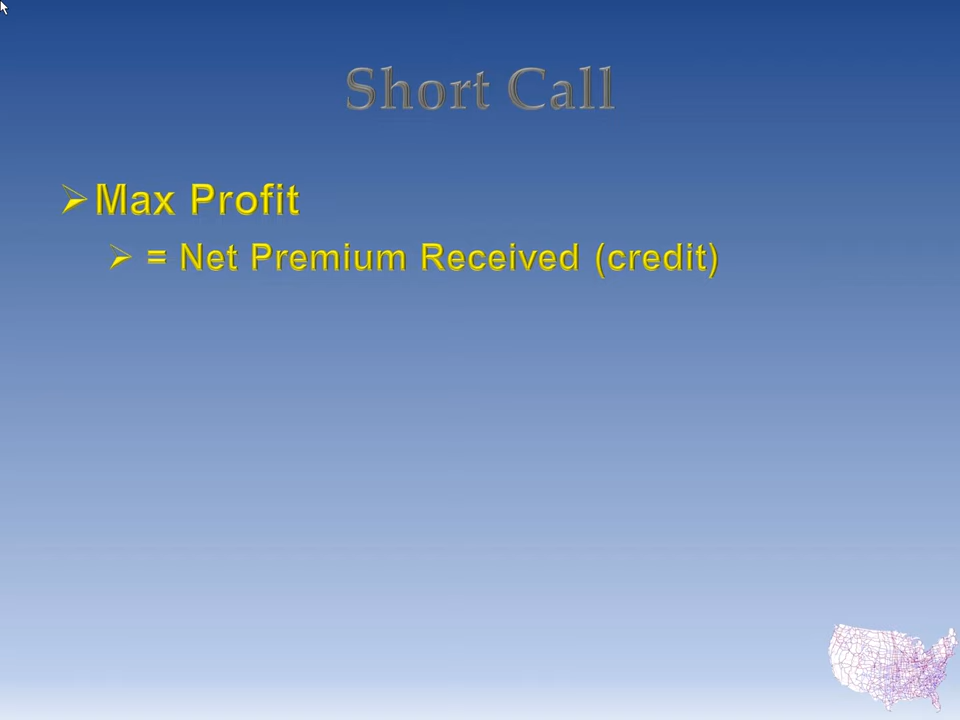 Short Call
Max Profit
= Net Premium Received (credit)